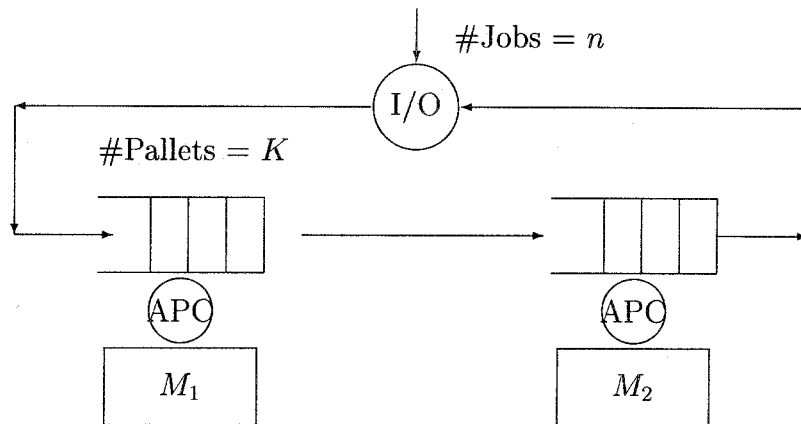 #Jobs = n
I/O
#Pallets = K
APC APC
M₁ M₂